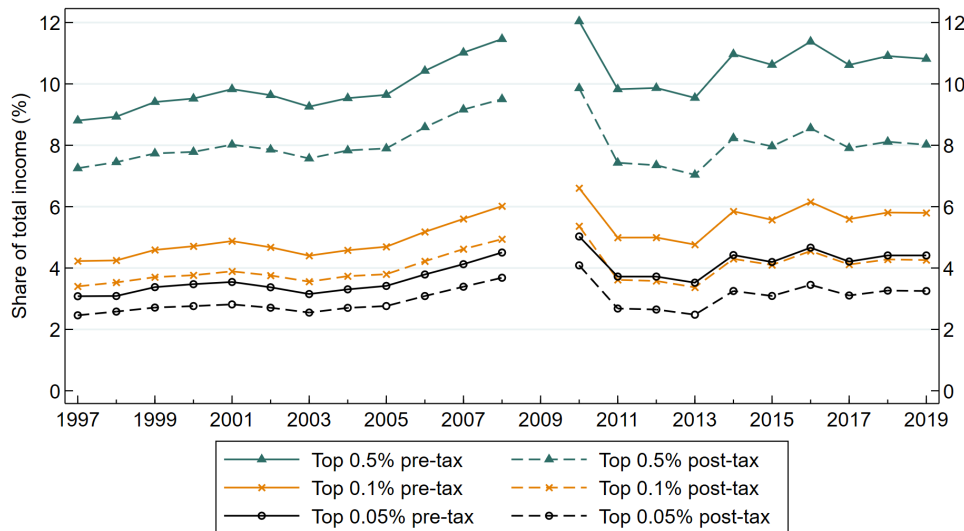 12
10
8
6
4
2
0
Share of total income (%)
12
10
8
6
4
2
0
1997 1999 2001 2003 2005 2007 2009 2011 2013 2015 2017 2019
Top 0.5% pre-tax Top 0.5% post-tax
Top 0.1% pre-tax Top 0.1% post-tax
Top 0.05% pre-tax Top 0.05% post-tax